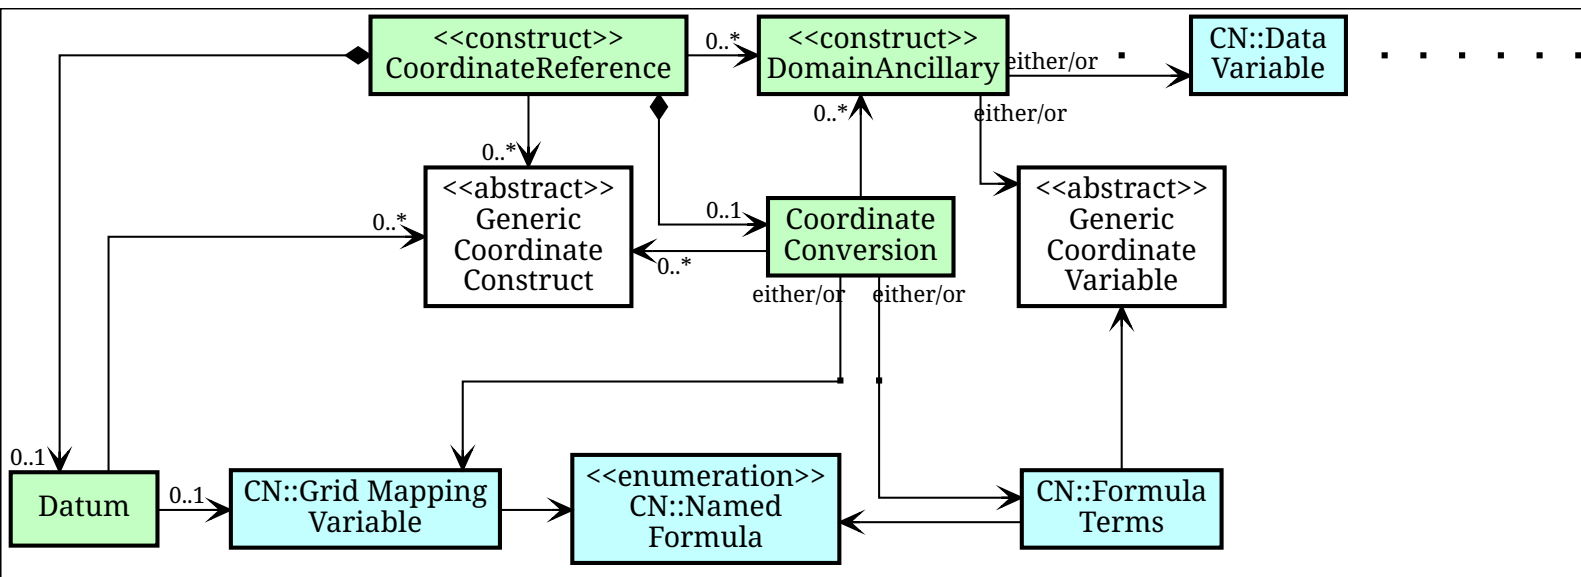 <<construct>>
CoordinateReference
0..*
<<construct>>
DomainAncillary
either/or
CN::Data
Variable
0..*
either/or
0..*
<<abstract>>
Generic
Coordinate
Construct
0..*
0..1
Coordinate
Conversion
0..*
<<abstract>>
Generic
Coordinate
Variable
either/or
either/or
0..1
Datum
0..1
CN::Grid Mapping
Variable
<<enumeration>>
CN::Named
Formula
CN::Formula
Terms